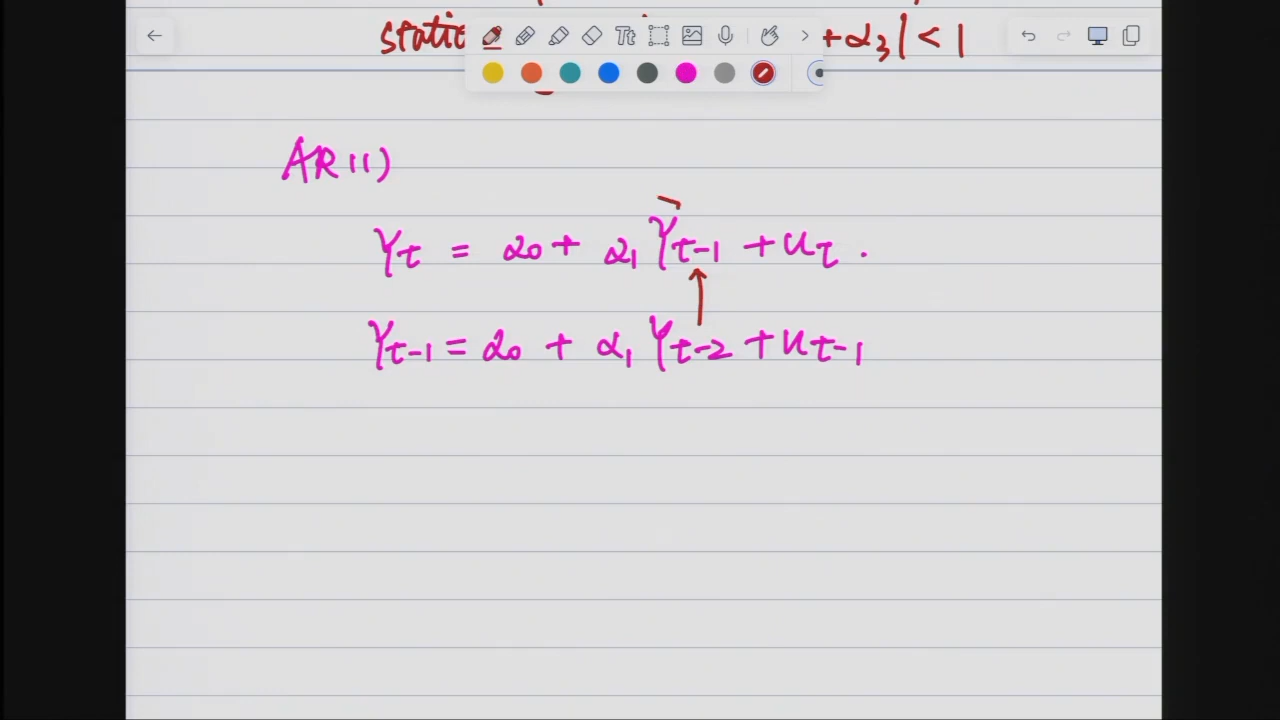 static +α₃| < 1
Tt
AR(1)
Yt = α₀ + α₁ Yt-1 + ut .
Yt-1 = α₀ + α₁ Yt-2 + ut-1